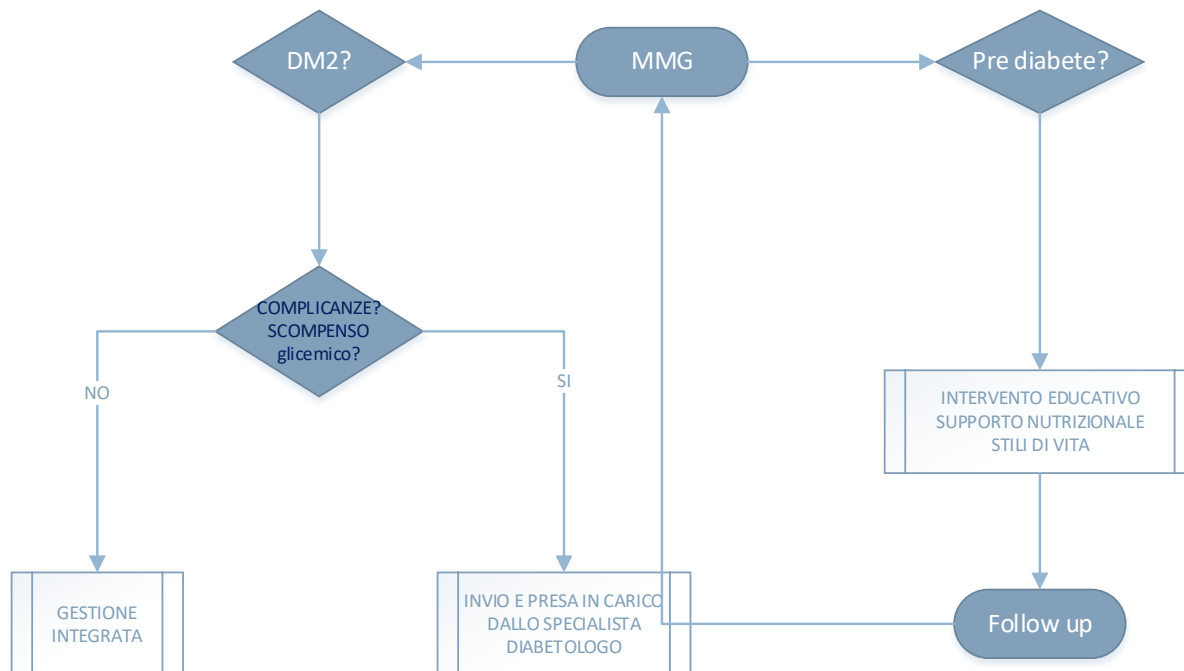 DM2?
MMG
Pre diabete?
COMPLICANZE?
SCOMPENSO
glicemico?
NO
SI
INTERVENTO EDUCATIVO
SUPPORTO NUTRIZIONALE
STILI DI VITA
GESTIONE
INTEGRATA
INVIO E PRESA IN CARICO
DALLO SPECIALISTA
DIABETOLOGO
Follow up